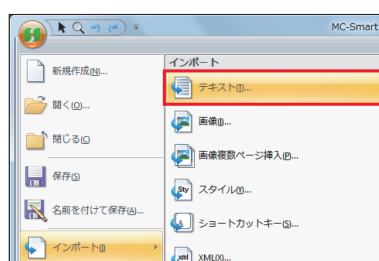 MC-Smart
新規作成(N)...
開く(O)...
閉じる(C)
保存(S)
名前を付けて保存(A)...
インポート(I)
インポート
テキスト(T)...
画像(I)...
画像複数ページ挿入(P)...
Sty スタイル(Y)...
ショートカットキー(S)...
xml XML(X)...